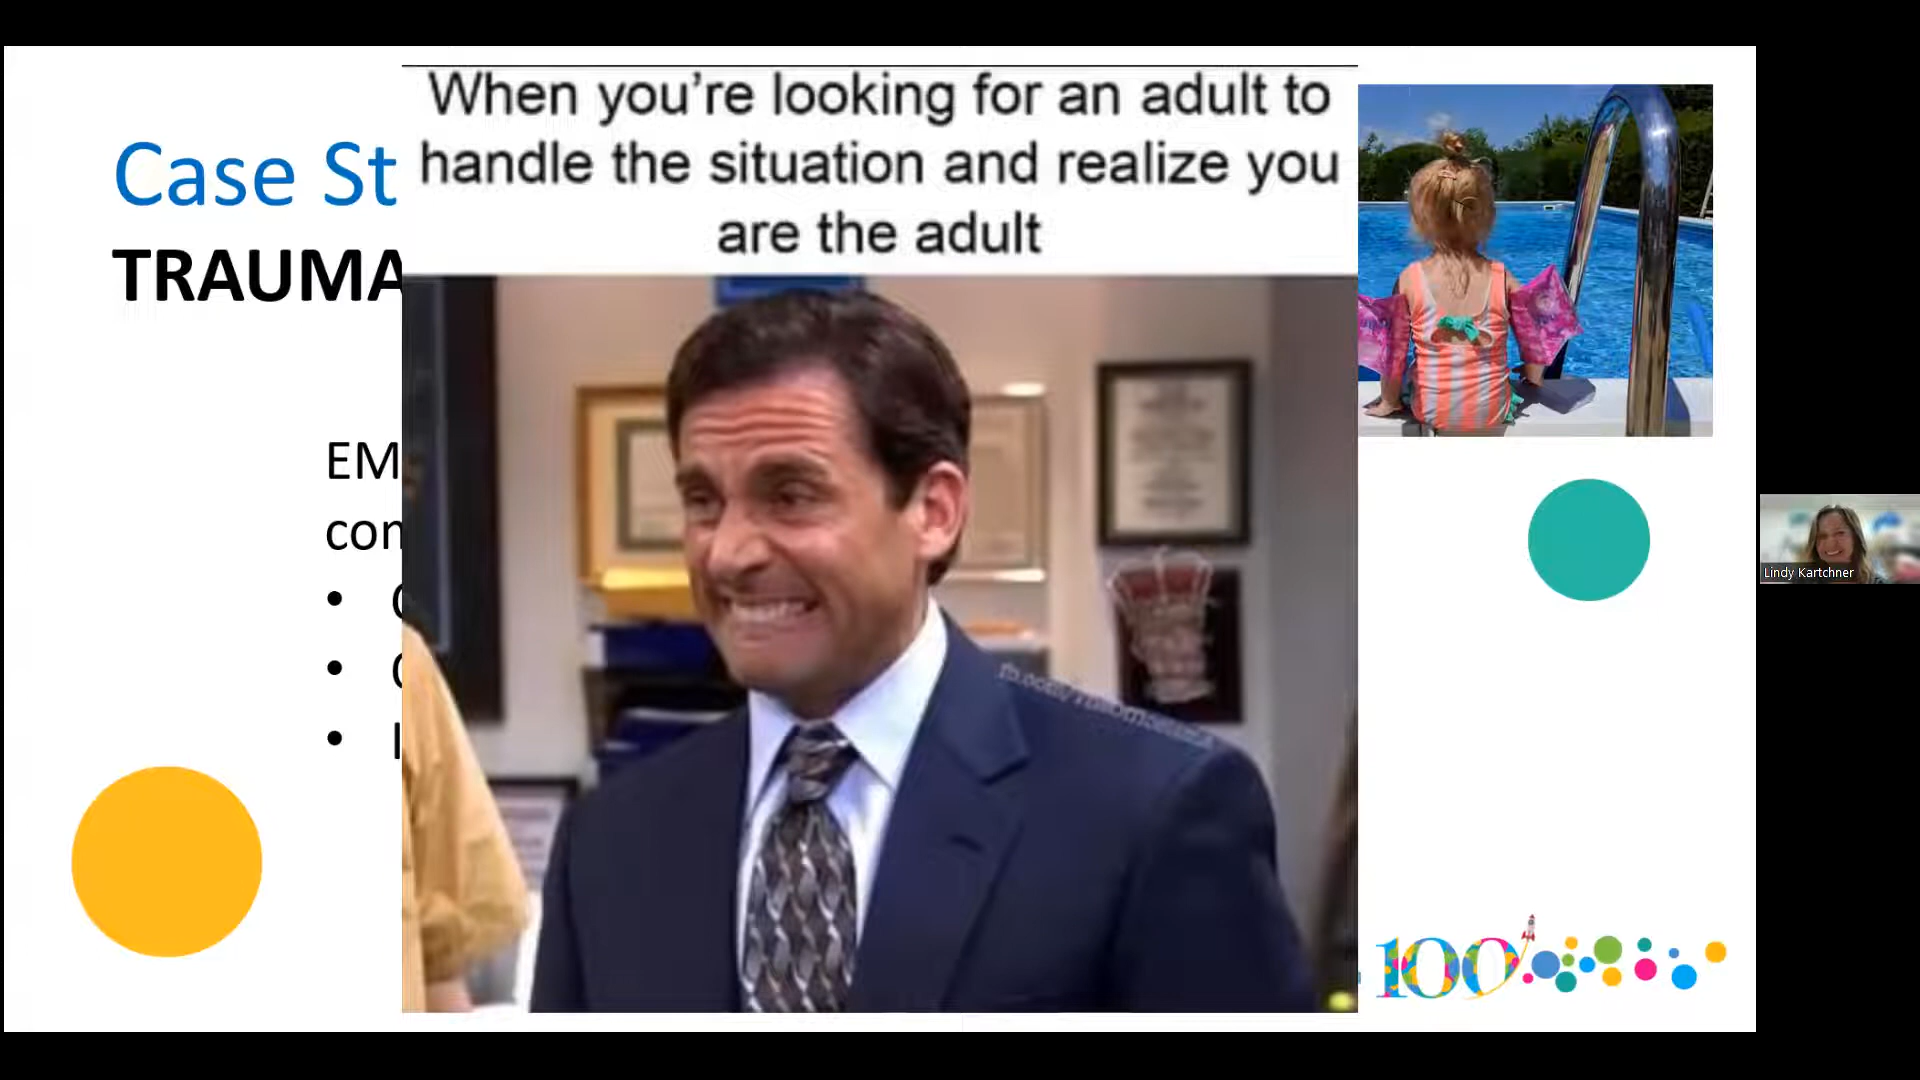 When you're looking for an adult to
handle the situation and realize you
are the adult
Case St
TRAUMA
EM
con
100
Lindy Kartchner